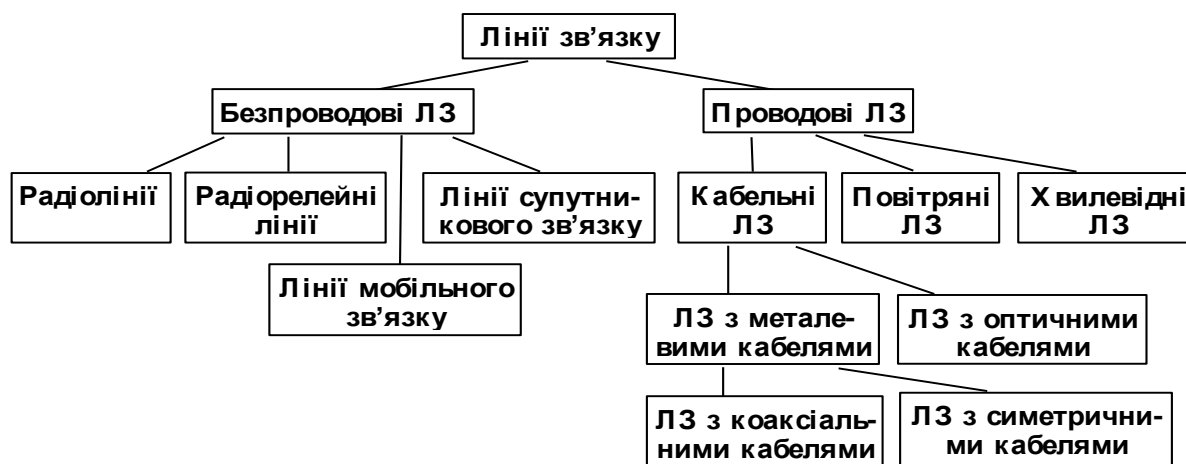 Лінії зв’язку
Безпроводові ЛЗ
Проводові ЛЗ
Радіолінії
Радіорелейні
лінії
Лінії супутни-
кового зв’язку
Кабельні
ЛЗ
Повітряні
ЛЗ
Хвилевідні
ЛЗ
Лінії мобільного
зв’язку
ЛЗ з метале-
вими кабелями
ЛЗ з оптичними
кабелями
ЛЗ з коаксіаль-
ними кабелями
ЛЗ з симетрични-
ми кабелями